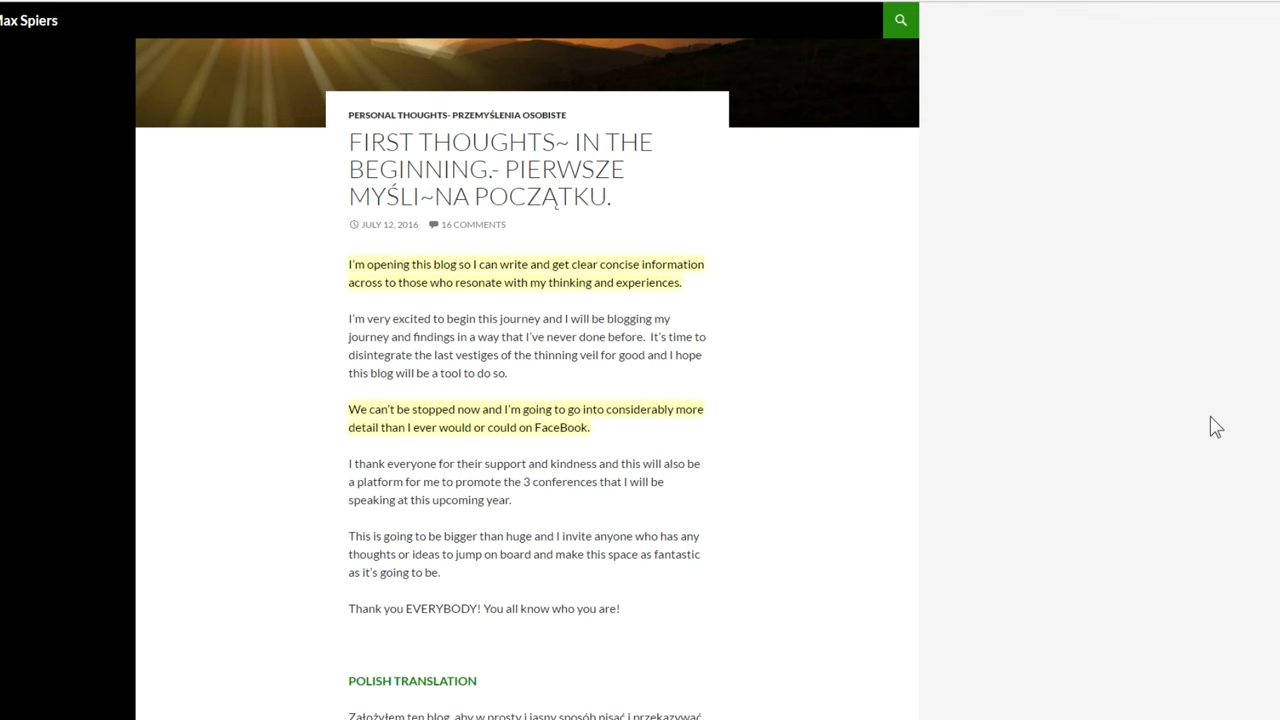 Max Spiers
PERSONAL THOUGHTS- PRZEMYŚLENIA OSOBISTE
FIRST THOUGHTS~ IN THE
BEGINNING.- PIERWSZE
MYŚLI~NA POCZĄTKU.
JULY 12, 2016 16 COMMENTS
I'm opening this blog so I can write and get clear concise information
across to those who resonate with my thinking and experiences.
I'm very excited to begin this journey and I will be blogging my
journey and findings in a way that I've never done before. It's time to
disintegrate the last vestiges of the thinning veil for good and I hope
this blog will be a tool to do so.
We can't be stopped now and I'm going to go into considerably more
detail than I ever would or could on FaceBook.
I thank everyone for their support and kindness and this will also be
a platform for me to promote the 3 conferences that I will be
speaking at this upcoming year.
This is going to be bigger than huge and I invite anyone who has any
thoughts or ideas to jump on board and make this space as fantastic
as it's going to be.
Thank you EVERYBODY! You all know who you are!
POLISH TRANSLATION
Założyłem ten blog, aby w prosty i jasny sposób pisać i przekazywać